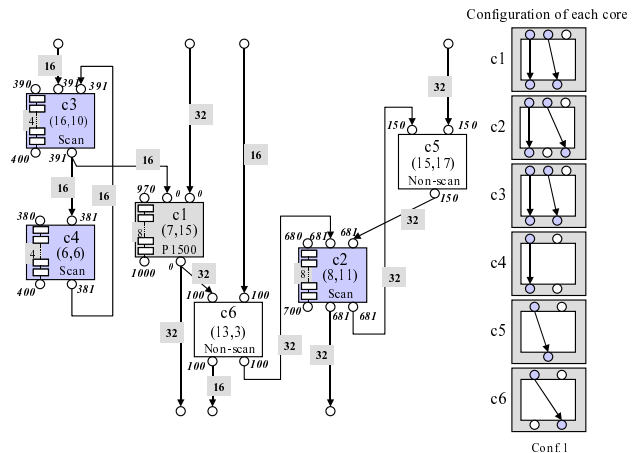 Configuration of each core
16
390
391
391
c3
(16,10)
4
Scan
400
391
16
16
16
380
381
c4
(6,6)
4
Scan
400
381
32
970
0
0
c1
(7,15)
8
P1500
1000
0
32
32
16
100
100
c6
(13,3)
Non-scan
100
100
16
32
680
681
681
c2
(8,11)
8
Scan
700
681
681
32
32
32
150
150
c5
(15,17)
Non-scan
150
32
c1
c2
c3
c4
c5
c6
Conf.1